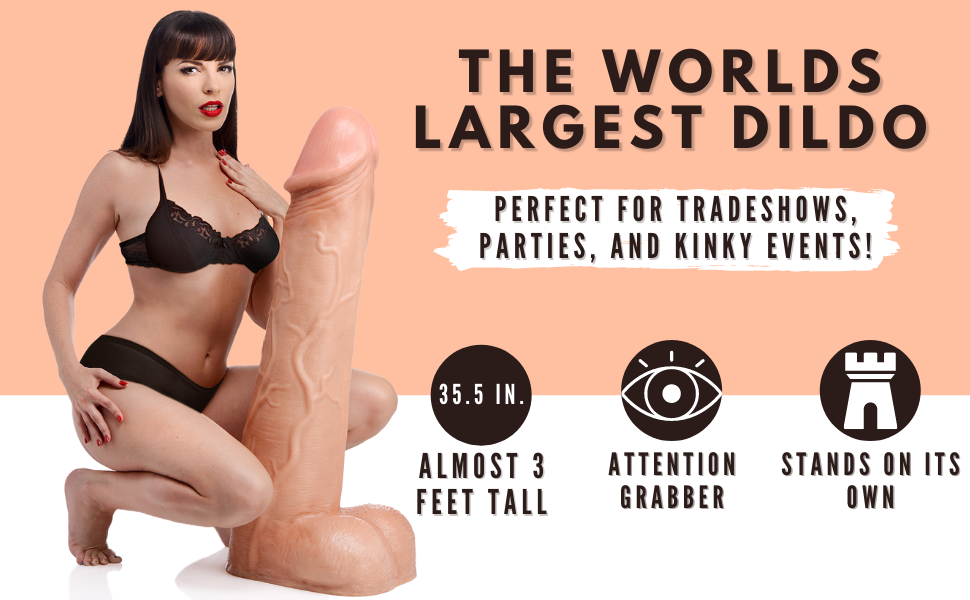 THE WORLDS
LARGEST DILDO
PERFECT FOR TRADESHOWS,
PARTIES, AND KINKY EVENTS!
35.5 IN.
ALMOST 3
FEET TALL
ATTENTION
GRABBER
STANDS ON ITS
OWN